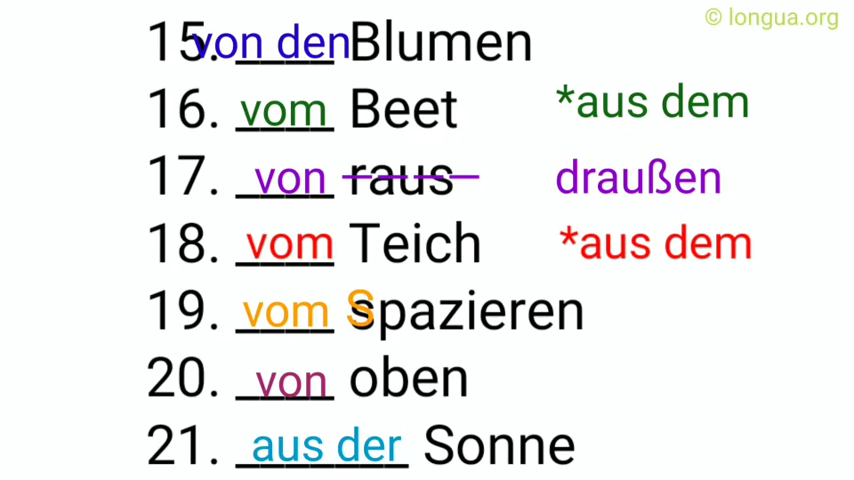 © longua.org
15. von den Blumen
16. vom Beet *aus dem
17. von raus draußen
18. vom Teich *aus dem
19. vom Spazieren
20. von oben
21. aus der Sonne